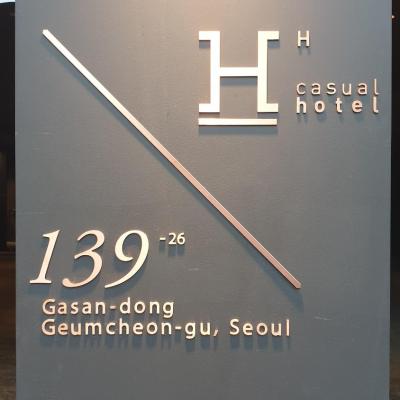 H
H
casual
hotel
139 -26
Gasan-dong
Geumcheon-gu, Seoul